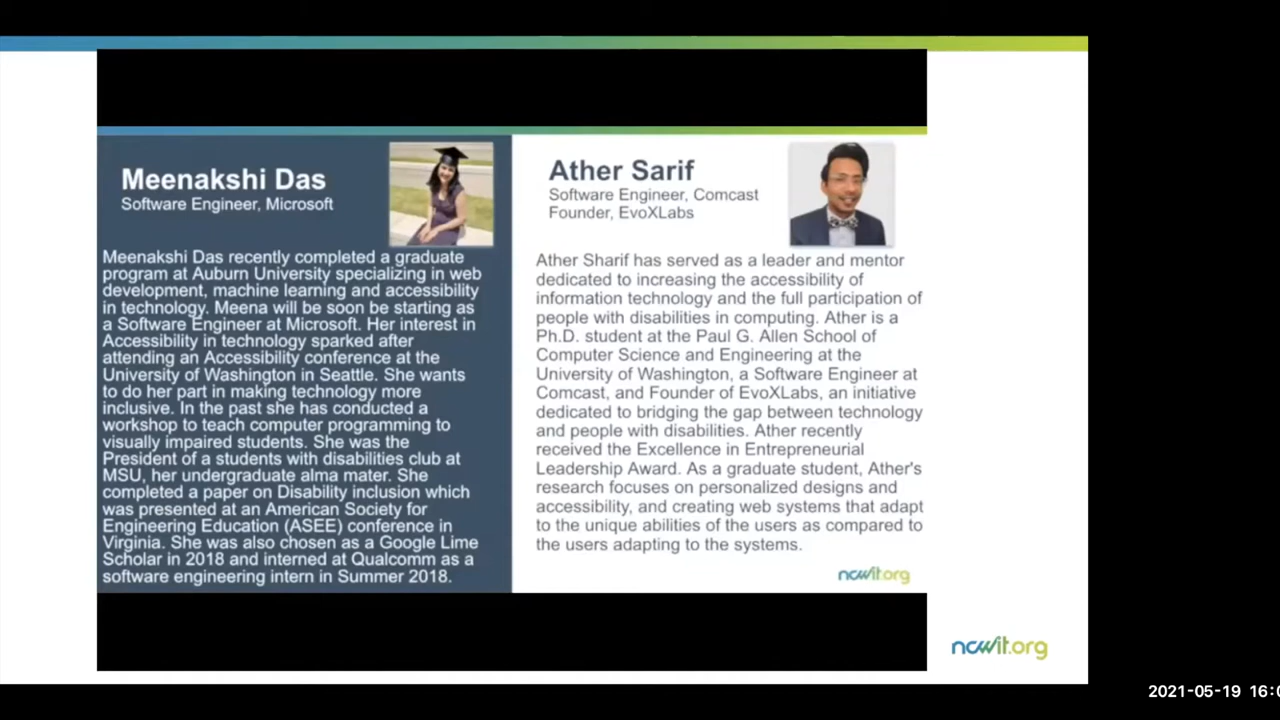 Meenakshi Das
Software Engineer, Microsoft
Meenakshi Das recently completed a graduate
program at Auburn University specializing in web
development, machine learning and accessibility
in technology. Meena will be soon be starting as
a Software Engineer at Microsoft. Her interest in
Accessibility in technology sparked after
attending an Accessibility conference at the
University of Washington in Seattle. She wants
to do her part in making technology more
inclusive. In the past she has conducted a
workshop to teach computer programming to
visually impaired students. She was the
President of a students with disabilities club at
MSU, her undergraduate alma mater. She
completed a paper on Disability inclusion which
was presented at an American Society for
Engineering Education (ASEE) conference in
Virginia. She was also chosen as a Google Lime
Scholar in 2018 and interned at Qualcomm as a
software engineering intern in Summer 2018.
Ather Sarif
Software Engineer, Comcast
Founder, EvoXLabs
Ather Sharif has served as a leader and mentor
dedicated to increasing the accessibility of
information technology and the full participation of
people with disabilities in computing. Ather is a
Ph.D. student at the Paul G. Allen School of
Computer Science and Engineering at the
University of Washington, a Software Engineer at
Comcast, and Founder of EvoXLabs, an initiative
dedicated to bridging the gap between technology
and people with disabilities. Ather recently
received the Excellence in Entrepreneurial
Leadership Award. As a graduate student, Ather's
research focuses on personalized designs and
accessibility, and creating web systems that adapt
to the unique abilities of the users as compared to
the users adapting to the systems.
ncwit.org
ncwit.org
2021-05-19 16:0